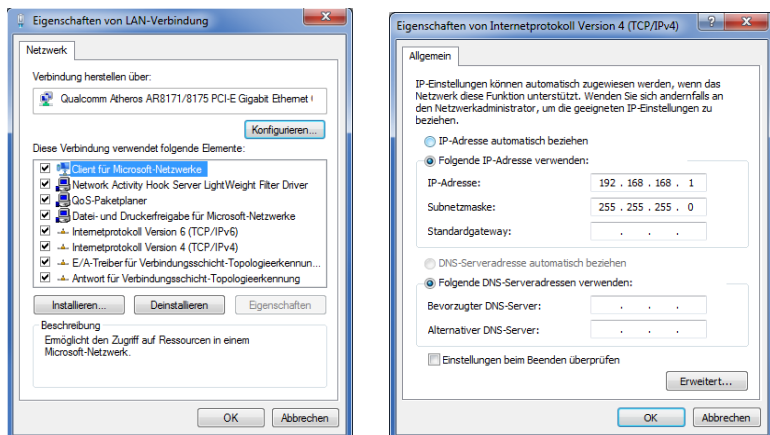 Eigenschaften von LAN-Verbindung
Netzwerk
Verbindung herstellen über:
Qualcomm Atheros AR8171/8175 PCI-E Gigabit Ethernet
Konfigurieren...
Diese Verbindung verwendet folgende Elemente:
Client für Microsoft-Netzwerke
Network Activity Hook Server LightWeight Filter Driver
QoS-Paketplaner
Datei- und Druckerfreigabe für Microsoft-Netzwerke
Internetprotokoll Version 6 (TCP/IPv6)
Internetprotokoll Version 4 (TCP/IPv4)
E/A-Treiber für Verbindungsschicht-Topologieerkennun...
Antwort für Verbindungsschicht-Topologieerkennung
Installieren...
Deinstallieren
Eigenschaften
Beschreibung
Ermöglicht den Zugriff auf Ressourcen in einem
Microsoft-Netzwerk.
OK
Abbrechen
Eigenschaften von Internetprotokoll Version 4 (TCP/IPv4)
Allgemein
IP-Einstellungen können automatisch zugewiesen werden, wenn das
Netzwerk diese Funktion unterstützt. Wenden Sie sich andernfalls an
den Netzwerkadministrator, um die geeigneten IP-Einstellungen zu
beziehen.
IP-Adresse automatisch beziehen
Folgende IP-Adresse verwenden:
IP-Adresse: 192 . 168 . 168 . 1
Subnetzmaske: 255 . 255 . 255 . 0
Standardgateway: . . .
DNS-Serveradresse automatisch beziehen
Folgende DNS-Serveradressen verwenden:
Bevorzugter DNS-Server: . . .
Alternativer DNS-Server: . . .
Einstellungen beim Beenden überprüfen
Erweitert...
OK
Abbrechen